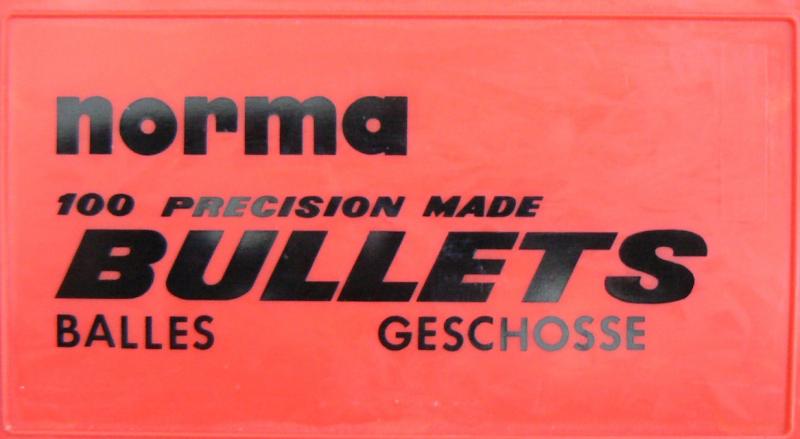 norma
100 PRECISION MADE
BULLETS
BALLES GESCHOSSE